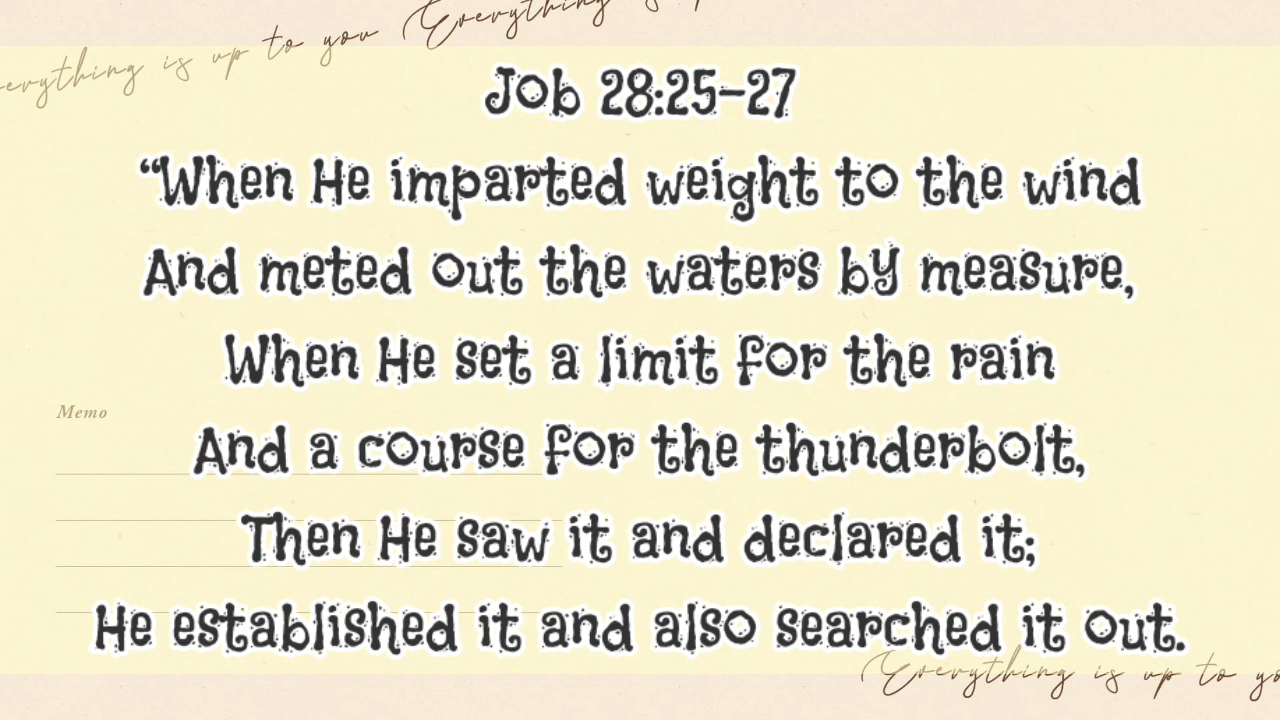 everything is up to you Everything is up
Job 28:25–27
“When He imparted weight to the wind
And meted out the waters by measure,
When He set a limit for the rain
Memo
And a course for the thunderbolt,
Then He saw it and declared it;
He established it and also searched it out.
Everything is up to yo